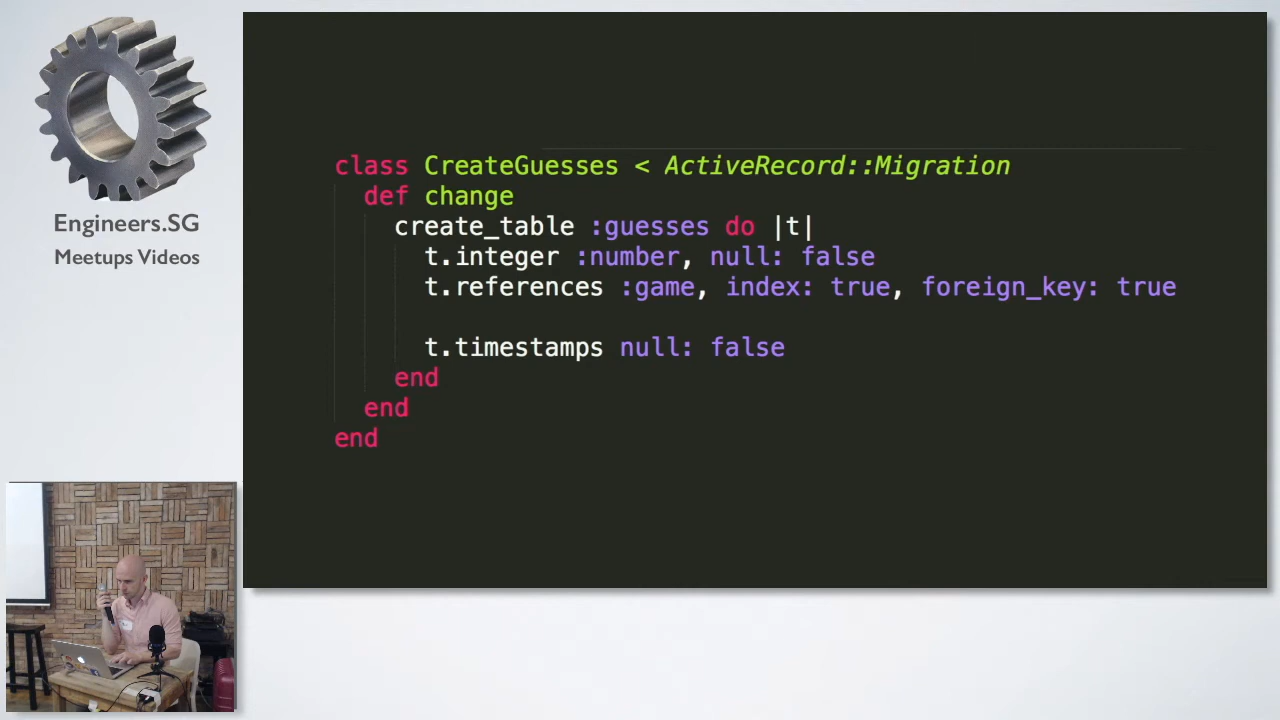 Engineers.SG
Meetups Videos
class CreateGuesses < ActiveRecord::Migration
  def change
    create_table :guesses do |t|
      t.integer :number, null: false
      t.references :game, index: true, foreign_key: true
      t.timestamps null: false
    end
  end
end